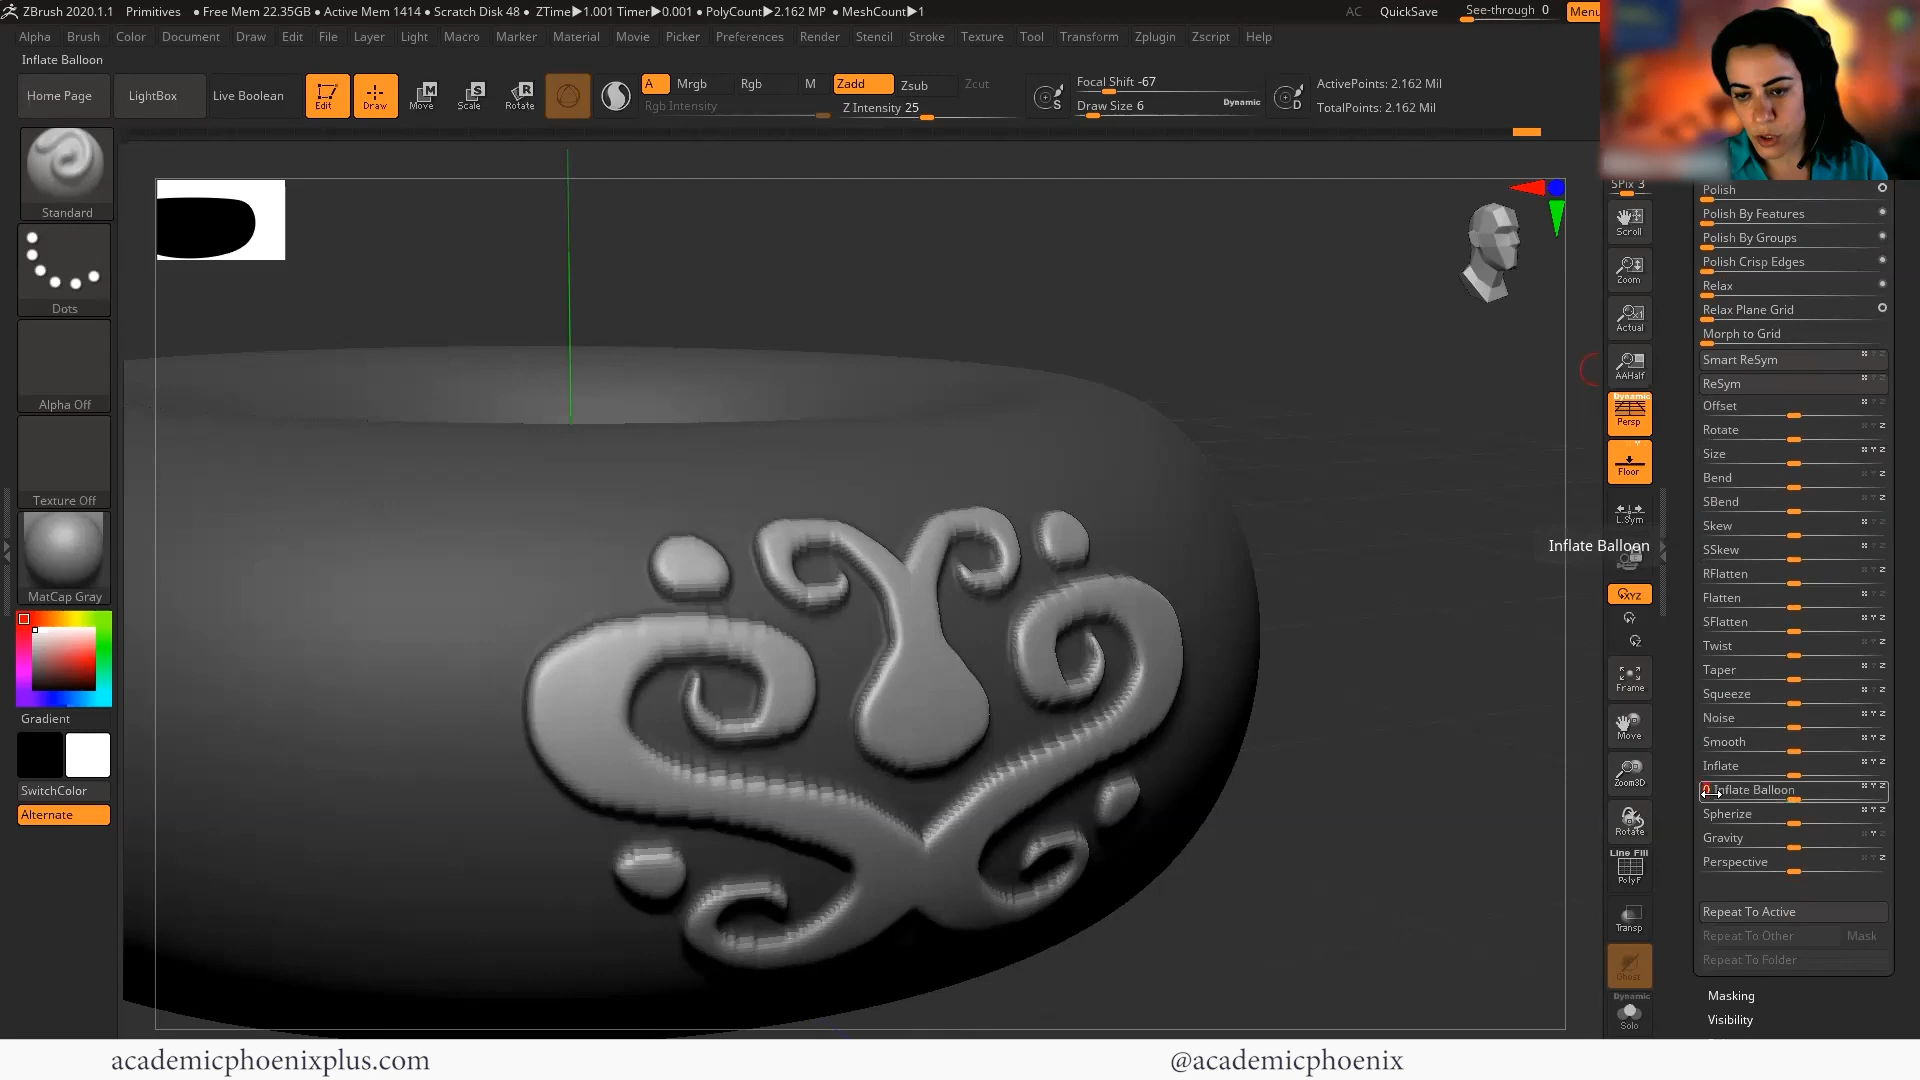 ZBrush 2020.1.1 Primitives • Free Mem 22.35GB • Active Mem 1414 • Scratch Disk 48 • ZTime▶1.001 Timer▶0.001 • PolyCount▶2.162 MP • MeshCount▶1 AC QuickSave See-through 0 Menu
Alpha Brush Color Document Draw Edit File Layer Light Macro Marker Material Movie Picker Preferences Render Stencil Stroke Texture Tool Transform Zplugin Zscript Help
Inflate Balloon
Home Page LightBox Live Boolean Edit Draw Move Scale Rotate
A Mrgb Rgb M Zadd Zsub Zcut
Rgb Intensity Z Intensity 25
Focal Shift -67
Draw Size 6 Dynamic
ActivePoints: 2.162 Mil
TotalPoints: 2.162 Mil
Standard
Dots
Alpha Off
Texture Off
MatCap Gray
Gradient
SwitchColor
Alternate
SPix 3
Scroll
Zoom
Actual
AAHalf
Dynamic
Persp
Floor
L.Sym
Inflate Balloon
XYZ
Frame
Move
Zoom3D
Rotate
Line Fill
PolyF
Transp
Ghost
Dynamic
Solo
Polish
Polish By Features
Polish By Groups
Polish Crisp Edges
Relax
Relax Plane Grid
Morph to Grid
Smart ReSym
ReSym
Offset
Rotate
Size
Bend
SBend
Skew
SSkew
RFlatten
Flatten
SFlatten
Twist
Taper
Squeeze
Noise
Smooth
Inflate
Inflate Balloon
Spherize
Gravity
Perspective
Repeat To Active
Repeat To Other Mask
Repeat To Folder
Masking
Visibility
academicphoenixplus.com
@academicphoenix